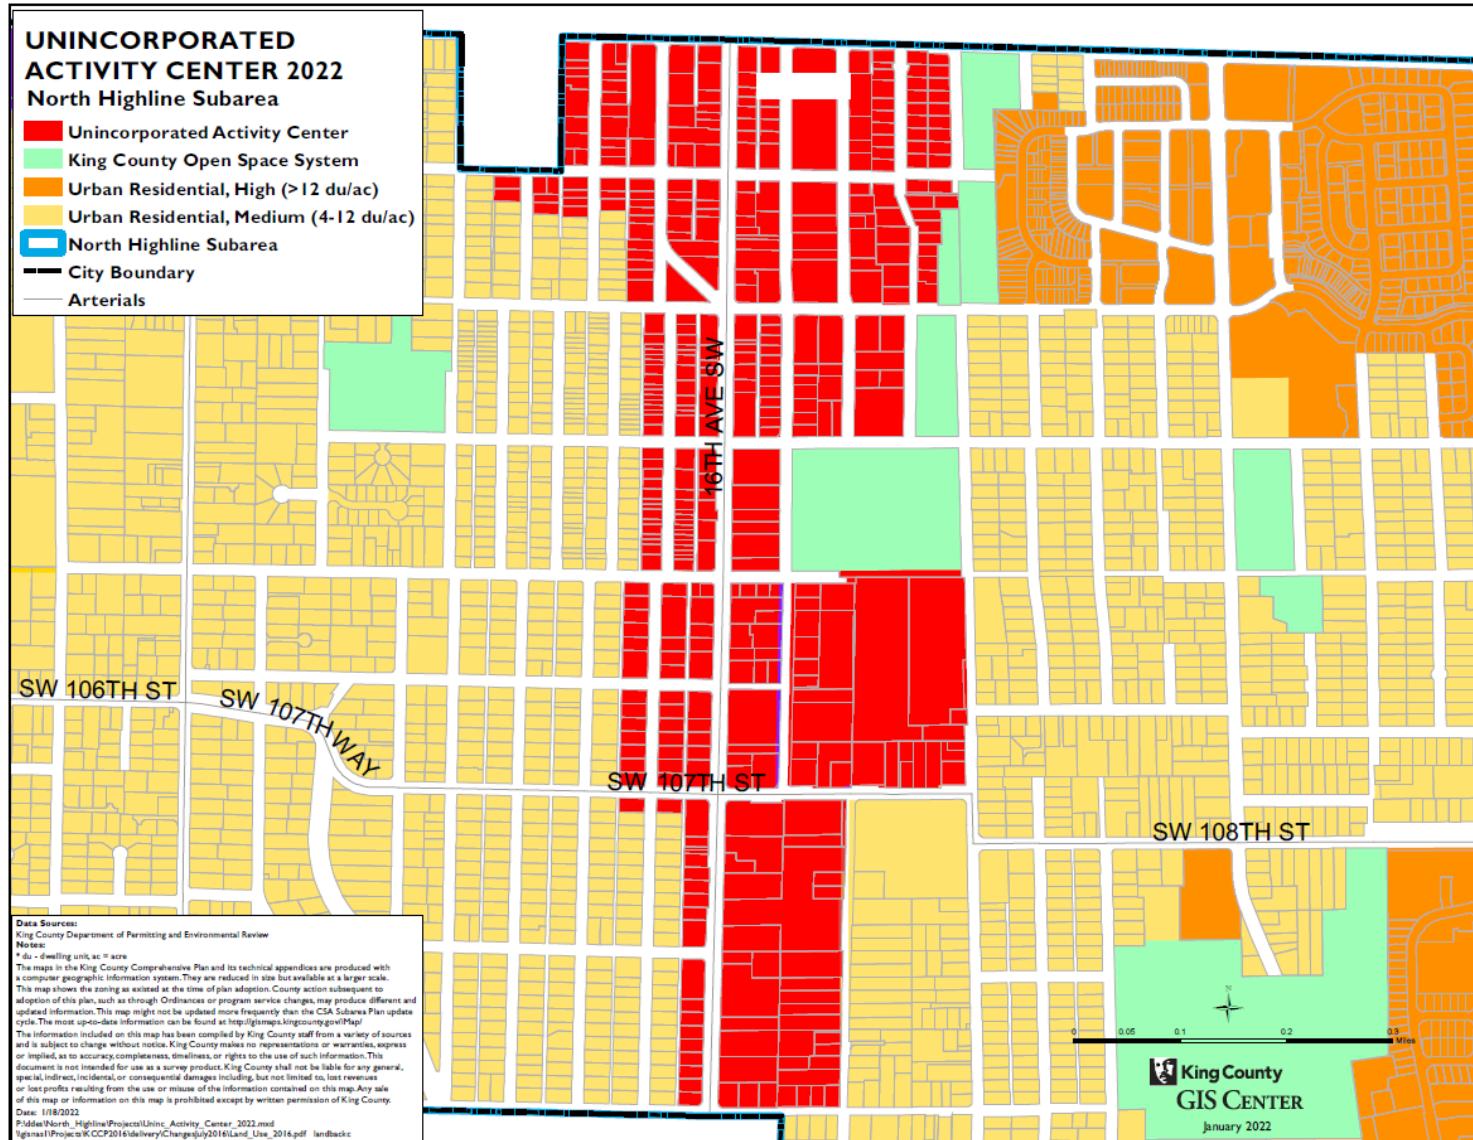 UNINCORPORATED
ACTIVITY CENTER 2022
North Highline Subarea
Unincorporated Activity Center
King County Open Space System
Urban Residential, High (>12 du/ac)
Urban Residential, Medium (4-12 du/ac)
North Highline Subarea
City Boundary
Arterials
16TH AVE SW
SW 106TH ST
SW 107TH WAY
SW 107TH ST
SW 108TH ST
Data Sources:
King County Department of Permitting and Environmental Review
Notes:
* du - dwelling unit, ac = acre
The maps in the King County Comprehensive Plan and its technical appendices are produced with
a computer geographic information system. They are reduced in size but available at a larger scale.
This map shows the zoning as existed at the time of plan adoption. County action subsequent to
adoption of this plan, such as through Ordinances or program service changes, may produce different and
updated information. This map might not be updated more frequently than the CSA Subarea Plan update
cycle. The most up-to-date information can be found at http://gismaps.kingcounty.gov/iMap/
The information included on this map has been compiled by King County staff from a variety of sources
and is subject to change without notice. King County makes no representations or warranties, express
or implied, as to accuracy, completeness, timeliness, or rights to the use of such information. This
document is not intended for use as a survey product. King County shall not be liable for any general,
special, indirect, incidental, or consequential damages including, but not limited to, lost revenues
or lost profits resulting from the use or misuse of the information contained on this map. Any sale
of this map or information on this map is prohibited except by written permission of King County.
Date: 1/18/2022
P:\ddes\North_Highline\Projects\Uninc_Activity_Center_2022.mxd
\\gisnas1\Projects\KCCP2016\delivery\ChangesJuly2016\Land_Use_2016.pdf landbackc
N
0 0.05 0.1 0.2 0.3
Miles
King County
GIS CENTER
January 2022